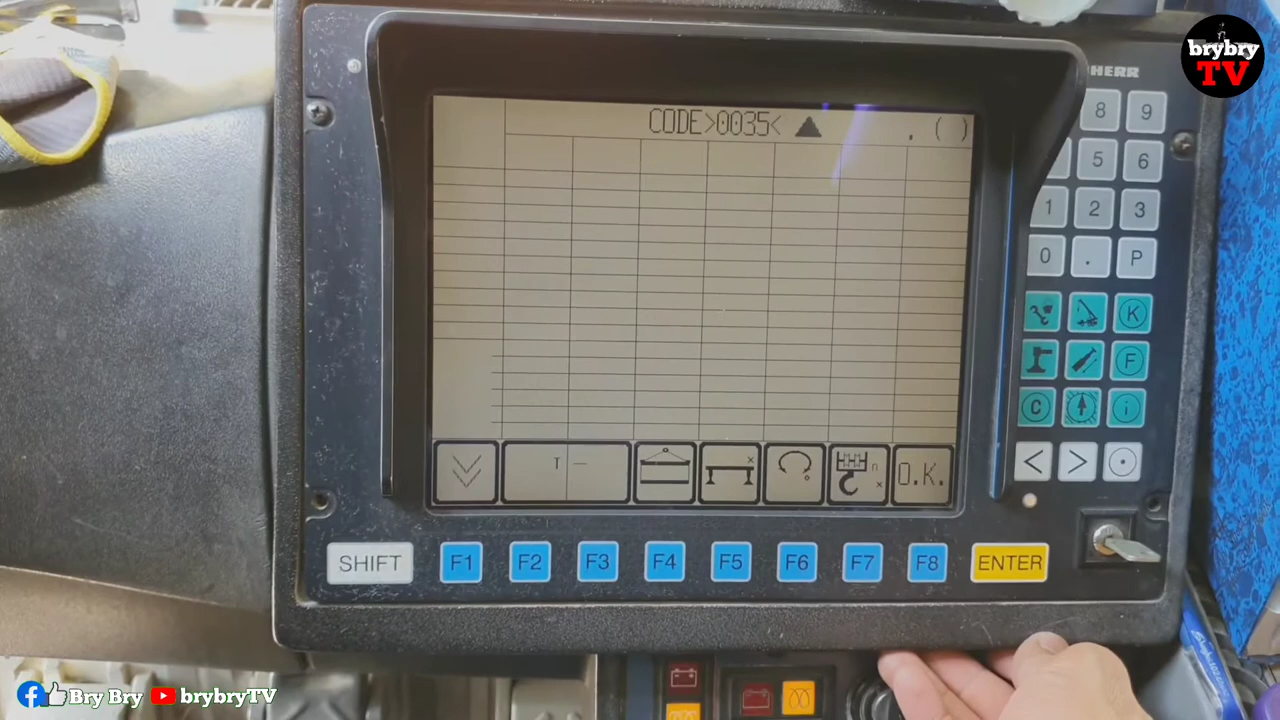 brybry
TV
HERR
CODE>0035< . ( )
8 9
5 6
1 2 3
0 . P
K
F
C i
< >
T — n
x x O.K.
SHIFT F1 F2 F3 F4 F5 F6 F7 F8 ENTER
f Bry Bry brybryTV